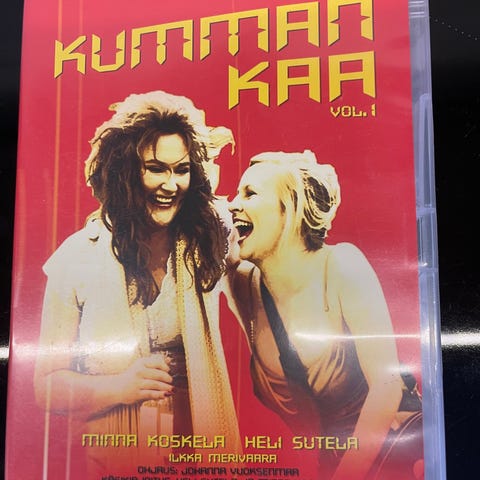 KUMMAN
KAA
VOL.1
MINNA KOSKELA HELI SUTELA
ILKKA MERIVAARA
OHJAUS: JOHANNA VUOKSENMAA